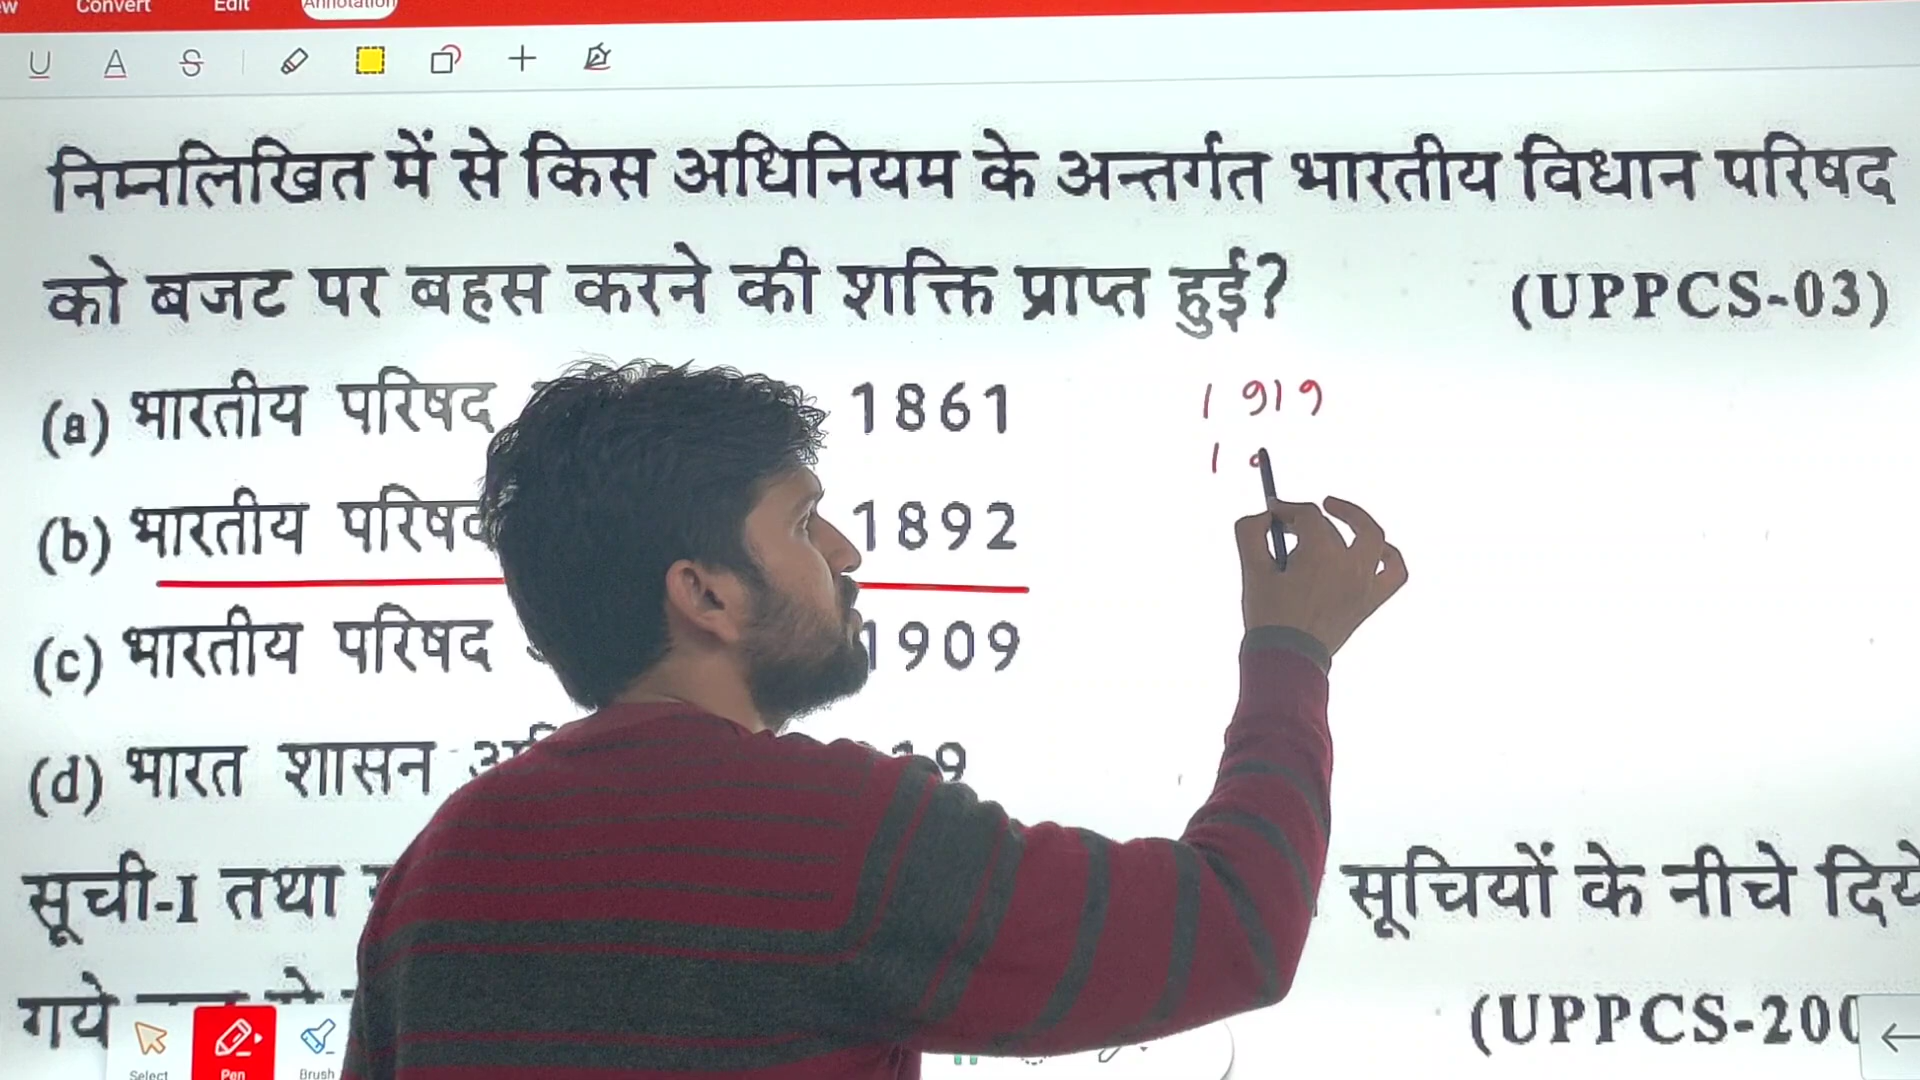 Convert Edit Annotation
U A S
निम्नलिखित में से किस अधिनियम के अन्तर्गत भारतीय विधान परिषद
को बजट पर बहस करने की शक्ति प्राप्त हुई? (UPPCS-03)
(a) भारतीय परिषद 1861
1919
(b) भारतीय परिषद 1892
(c) भारतीय परिषद 1909
(d) भारत शासन
सूची-I तथा सूचियों के नीचे दिये
गये (UPPCS-200
Select Pen Brush